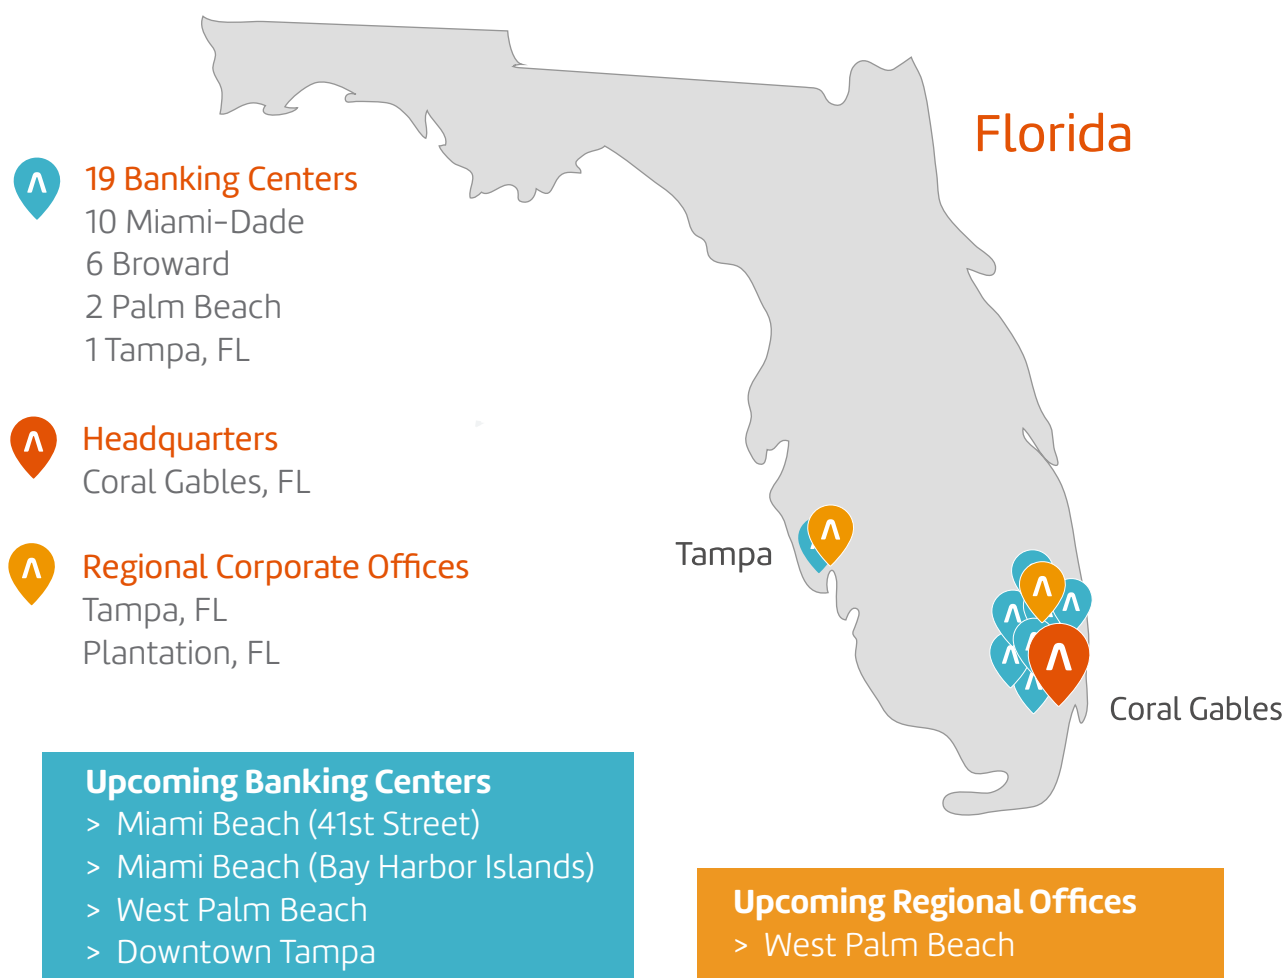 Florida
19 Banking Centers
10 Miami-Dade
6 Broward
2 Palm Beach
1 Tampa, FL
Headquarters
Coral Gables, FL
Regional Corporate Offices
Tampa, FL
Plantation, FL
Tampa
Coral Gables
Upcoming Banking Centers
> Miami Beach (41st Street)
> Miami Beach (Bay Harbor Islands)
> West Palm Beach
> Downtown Tampa
Upcoming Regional Offices
> West Palm Beach